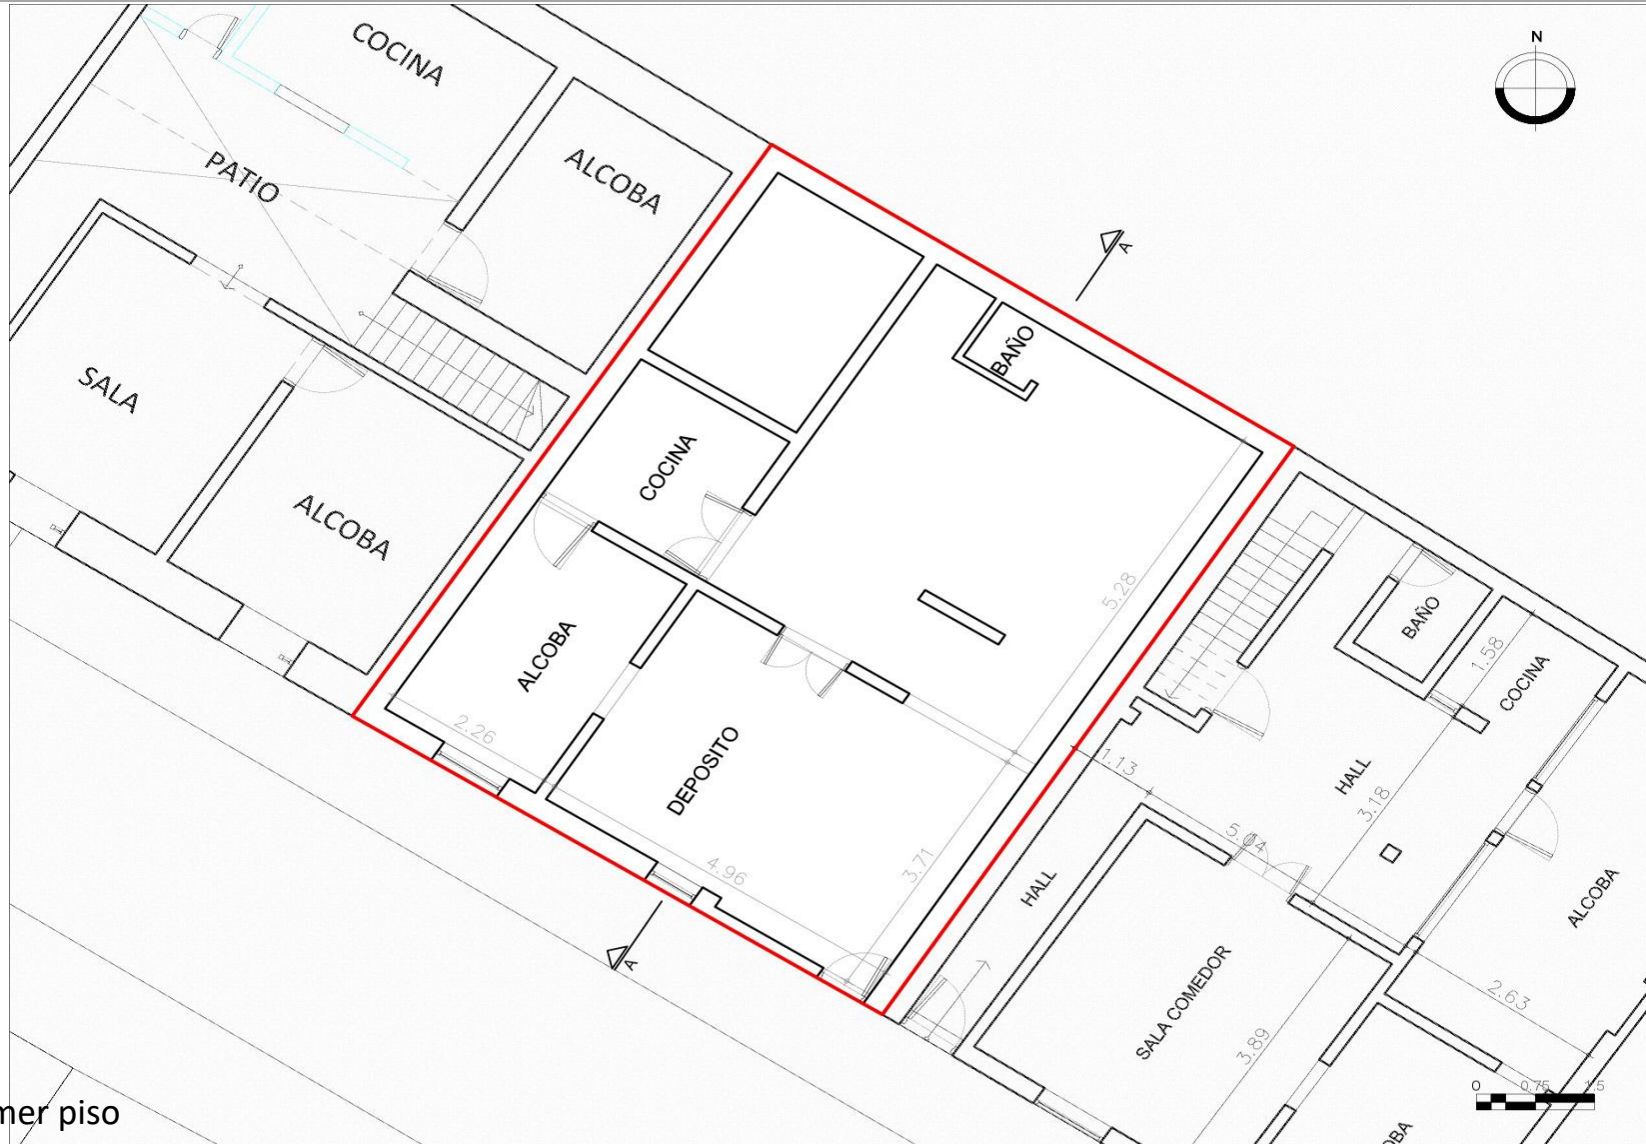 N
COCINA
ALCOBA
PATIO
A
BAÑO
SALA
COCINA
ALCOBA
5.28
BAÑO
1.58
COCINA
ALCOBA
2.26
DEPOSITO
1.13
HALL
3.18
5.04
4.96
3.71
HALL
ALCOBA
A
SALA COMEDOR
2.63
3.89
0 0.75 1.5
mer piso
OBA